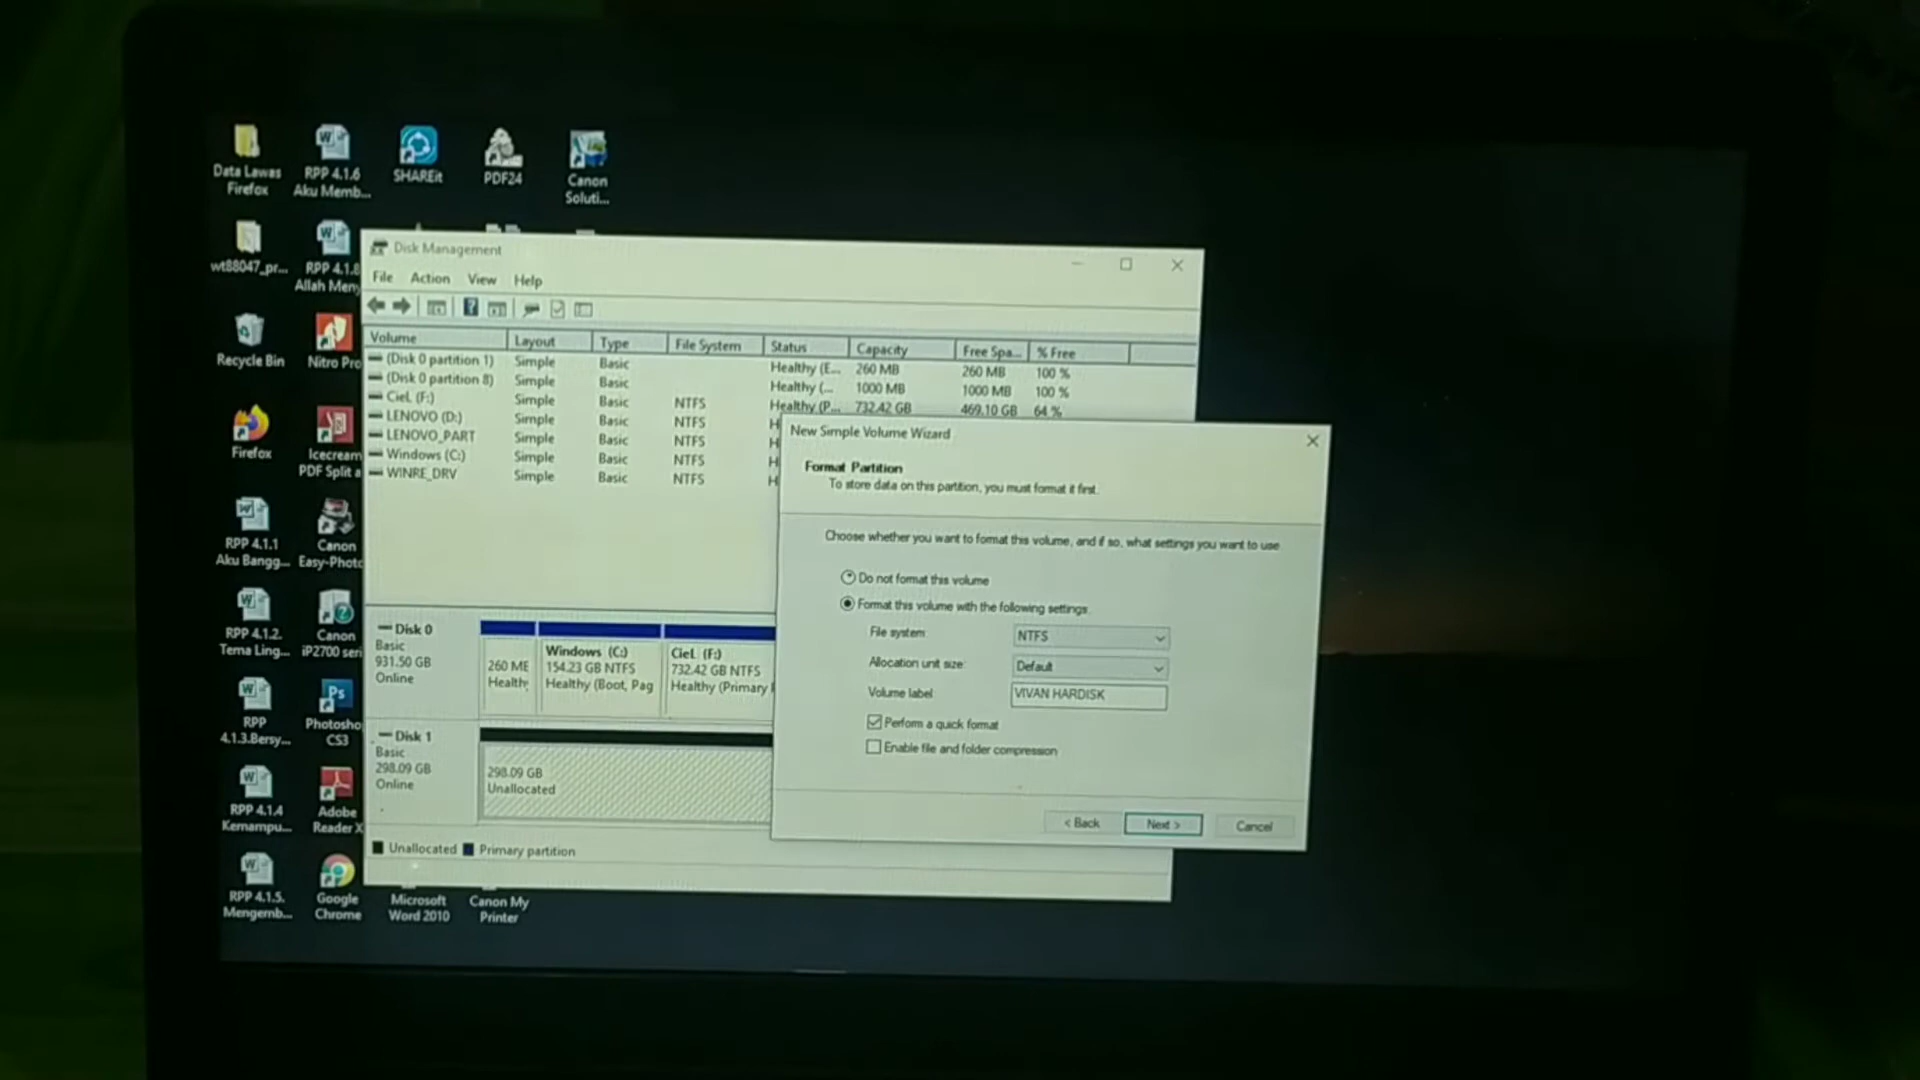 Data Lawas
Firefox
RPP 4.1.6
Aku Memb...
SHAREit
PDF24
Canon
Soluti...
wt88047_pr...
RPP 4.1.8
Allah Meny
Recycle Bin
Nitro Pro
Firefox
Icecream
PDF Split a
RPP 4.1.1
Aku Bangg...
Canon
Easy-Photo
RPP 4.1.2.
Tema Ling...
Canon
iP2700 seri
RPP
4.1.3.Bersy...
Photosho
CS3
RPP 4.1.4
Kemampu...
Adobe
Reader X
RPP 4.1.5.
Mengemb...
Google
Chrome
Microsoft
Word 2010
Canon My
Printer
Disk Management
File Action View Help
Volume Layout Type File System Status Capacity Free Spa... % Free
(Disk 0 partition 1) Simple Basic Healthy (E... 260 MB 260 MB 100 %
(Disk 0 partition 8) Simple Basic Healthy (... 1000 MB 1000 MB 100 %
CieL (F:) Simple Basic NTFS Healthy (P... 732.42 GB 469.10 GB 64 %
LENOVO (D:) Simple Basic NTFS H
LENOVO_PART Simple Basic NTFS H
Windows (C:) Simple Basic NTFS H
WINRE_DRV Simple Basic NTFS H
Disk 0
Basic
931.50 GB
Online
260 ME
Healthy
Windows (C:)
154.23 GB NTFS
Healthy (Boot, Pag
CieL (F:)
732.42 GB NTFS
Healthy (Primary
Disk 1
Basic
298.09 GB
Online
298.09 GB
Unallocated
Unallocated Primary partition
New Simple Volume Wizard
Format Partition
To store data on this partition, you must format it first.
Choose whether you want to format this volume, and if so, what settings you want to use.
Do not format this volume
Format this volume with the following settings:
File system: NTFS
Allocation unit size: Default
Volume label: VIVAN HARDISK
Perform a quick format
Enable file and folder compression
< Back Next > Cancel